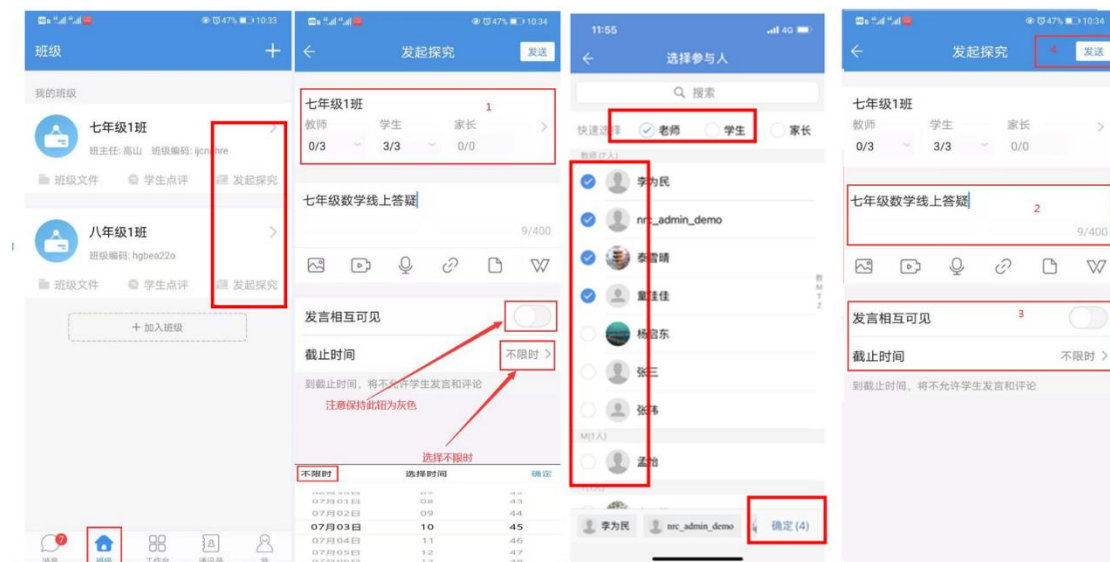 47% 10:33
班级
+
我的班级
七年级1班
班主任: 高山 班级编码: ijcnahre
班级文件 学生点评 发起探究
八年级1班
班级编码: hgbea22o
班级文件 学生点评 发起探究
+ 加入班级
7
消息 班级 工作台 通讯录 我
47% 10:34
发起探究 发送
七年级1班 1
教师 学生 家长
0/3 3/3 0/0
七年级数学线上答疑
9/400
发言相互可见
截止时间 不限时
到截止时间，将不允许学生发言和评论
注意保持此钮为灰色
选择不限时
不限时 选择时间 确定
07月01日 08 43
07月02日 09 44
07月03日 10 45
07月04日 11 46
07月05日 12 47
11:55 4G
选择参与人
搜索
快速选择 老师 学生 家长
教师(7人)
李为民
nrc_admin_demo
秦雪晴
童佳佳
杨启东
张三
张伟
M(1人)
孟怡
教
M
T
Z
李为民 nrc_admin_demo 确定(4)
47% 10:34
发起探究 4 发送
七年级1班
教师 学生 家长
0/3 3/3 0/0
七年级数学线上答疑
2
9/400
发言相互可见 3
截止时间 不限时
到截止时间，将不允许学生发言和评论